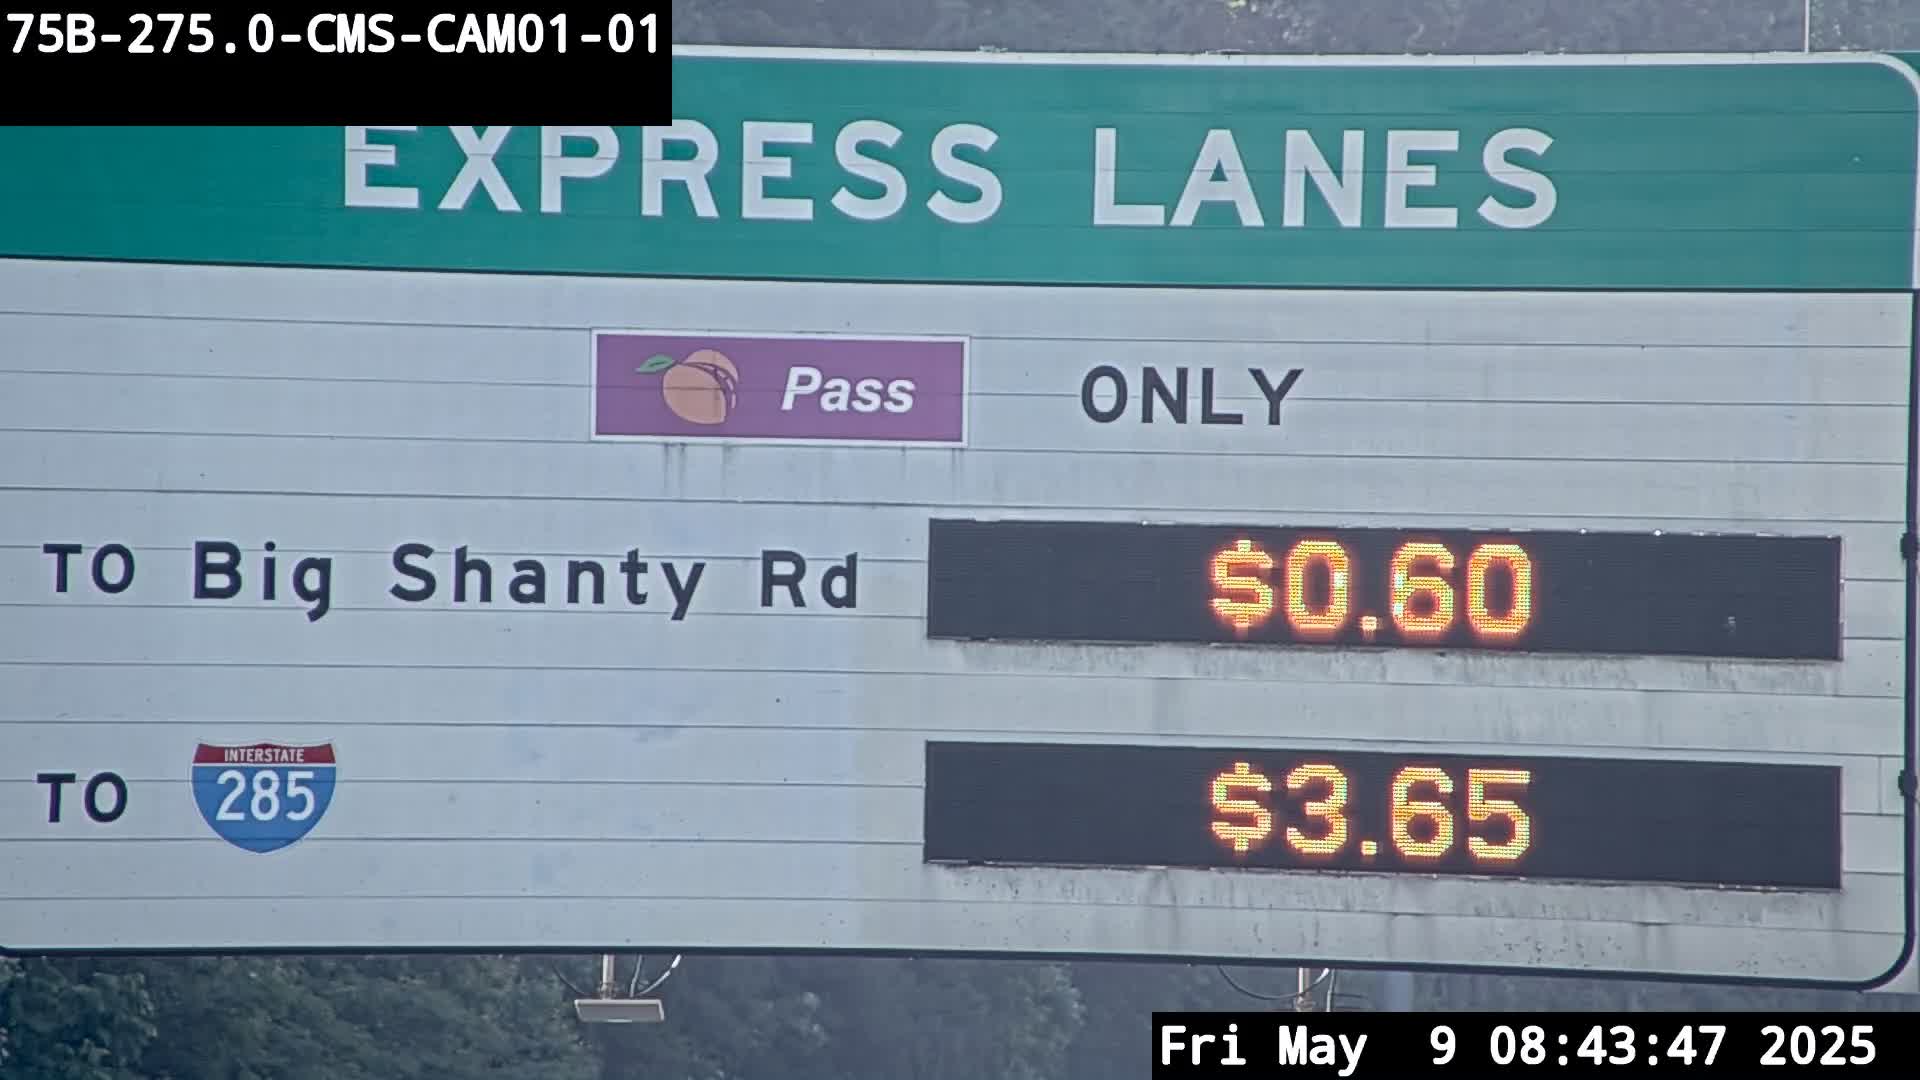 75B-275.0-CMS-CAM01-01
EXPRESS LANES
Pass ONLY
TO Big Shanty Rd $0.60
INTERSTATE
TO 285 $3.65
Fri May 9 08:43:47 2025